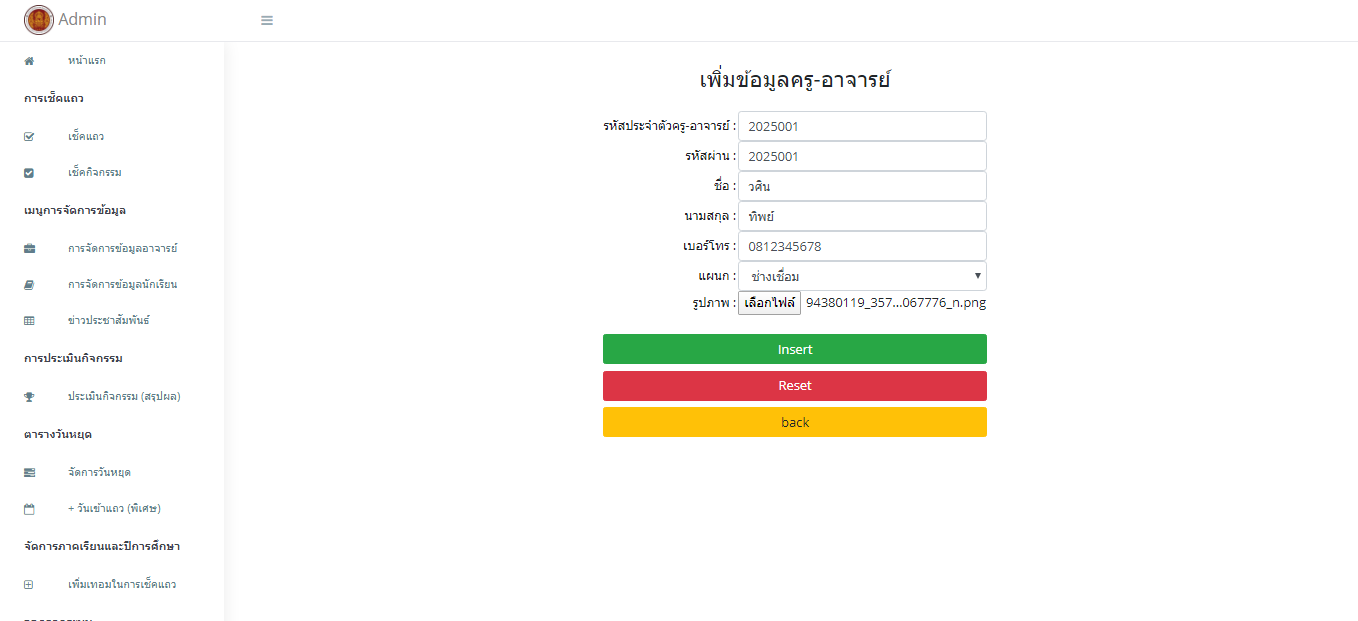 Admin
หน้าแรก
การเช็คแถว
เช็คแถว
เช็คกิจกรรม
เมนูการจัดการข้อมูล
การจัดการข้อมูลอาจารย์
การจัดการข้อมูลนักเรียน
ข่าวประชาสัมพันธ์
การประเมินกิจกรรม
ประเมินกิจกรรม (สรุปผล)
ตารางวันหยุด
จัดการวันหยุด
+ วันเข้าแถว (พิเศษ)
จัดการภาคเรียนและปีการศึกษา
เพิ่มเทอมในการเช็คแถว
เพิ่มข้อมูลครู-อาจารย์
รหัสประจำตัวครู-อาจารย์ : 2025001
รหัสผ่าน : 2025001
ชื่อ : วศิน
นามสกุล : ทิพย์
เบอร์โทร : 0812345678
แผนก : ช่างเชื่อม
รูปภาพ : เลือกไฟล์ 94380119_357...067776_n.png
Insert
Reset
back